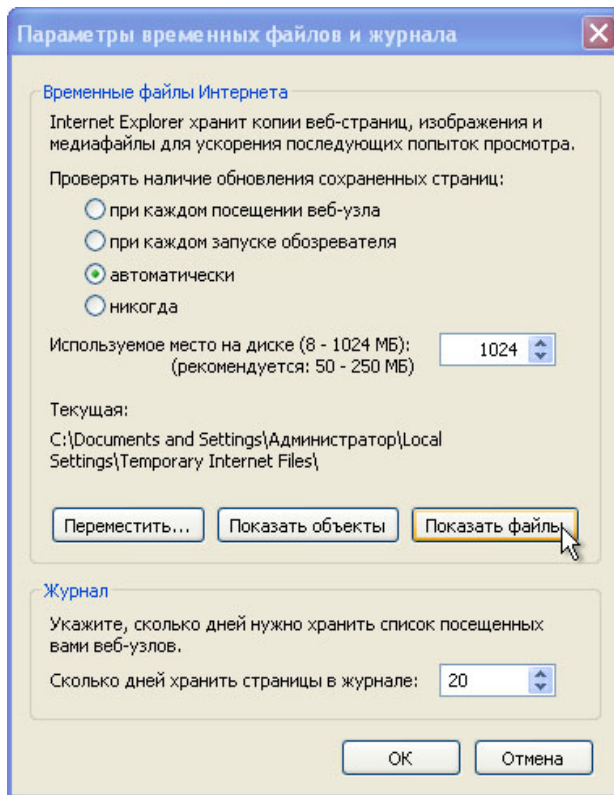 Параметры временных файлов и журнала
Временные файлы Интернета
Internet Explorer хранит копии веб-страниц, изображения и
медиафайлы для ускорения последующих попыток просмотра.
Проверять наличие обновления сохраненных страниц:
при каждом посещении веб-узла
при каждом запуске обозревателя
автоматически
никогда
Используемое место на диске (8 - 1024 МБ): 1024
(рекомендуется: 50 - 250 МБ)
Текущая:
C:\Documents and Settings\Администратор\Local
Settings\Temporary Internet Files\
Переместить... Показать объекты Показать файлы
Журнал
Укажите, сколько дней нужно хранить список посещенных
вами веб-узлов.
Сколько дней хранить страницы в журнале: 20
ОК Отмена